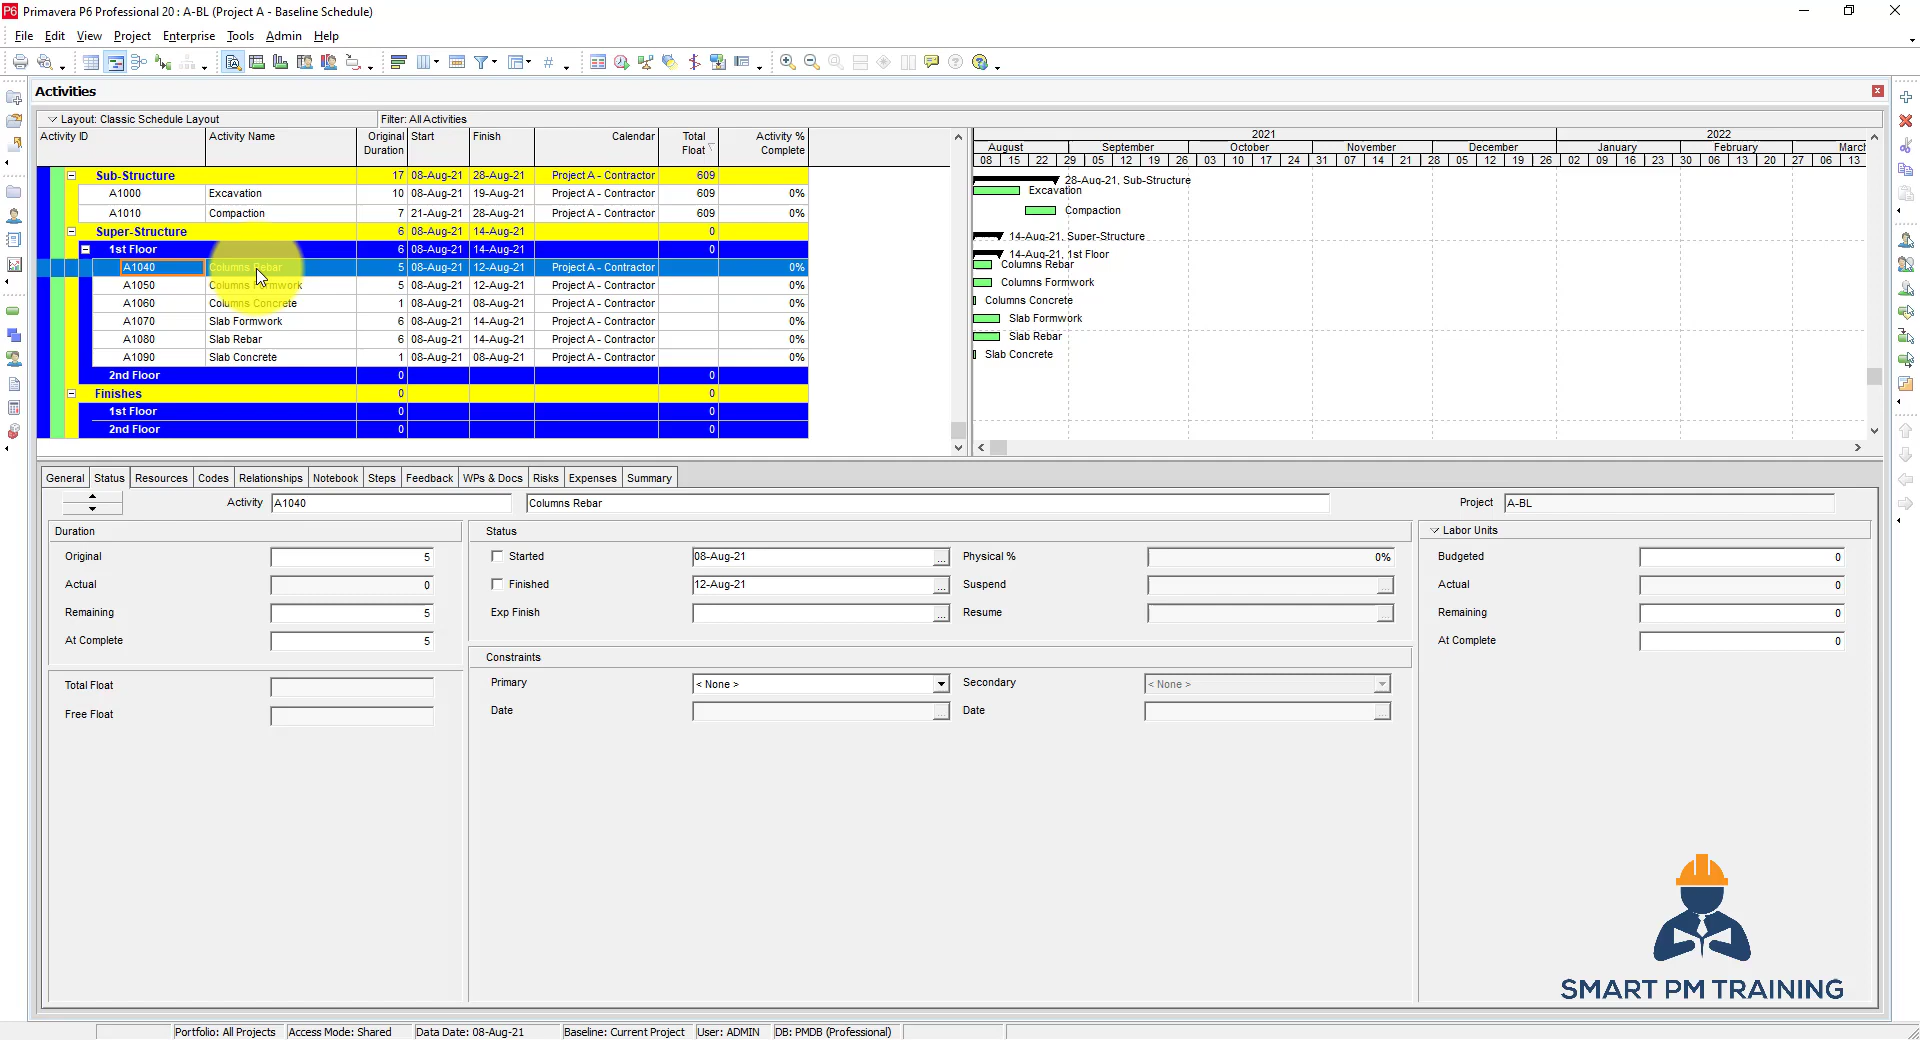 Primavera P6 Professional 20 : A-BL (Project A - Baseline Schedule)
File Edit View Project Enterprise Tools Admin Help
Activities
Layout: Classic Schedule Layout Filter: All Activities
Activity ID Activity Name Original Duration Start Finish Calendar Total Float Activity % Complete
Sub-Structure 17 08-Aug-21 28-Aug-21 Project A - Contractor 609
A1000 Excavation 10 08-Aug-21 19-Aug-21 Project A - Contractor 609 0%
A1010 Compaction 7 21-Aug-21 28-Aug-21 Project A - Contractor 609 0%
Super-Structure 6 08-Aug-21 14-Aug-21 Project A - Contractor 0
1st Floor 6 08-Aug-21 14-Aug-21 Project A - Contractor 0
A1040 Columns Rebar 5 08-Aug-21 12-Aug-21 Project A - Contractor 0%
A1050 Columns Formwork 5 08-Aug-21 12-Aug-21 Project A - Contractor 0%
A1060 Columns Concrete 1 08-Aug-21 08-Aug-21 Project A - Contractor 0%
A1070 Slab Formwork 6 08-Aug-21 14-Aug-21 Project A - Contractor 0%
A1080 Slab Rebar 6 08-Aug-21 14-Aug-21 Project A - Contractor 0%
A1090 Slab Concrete 1 08-Aug-21 08-Aug-21 Project A - Contractor 0%
2nd Floor 0 0
Finishes 0 0
1st Floor 0 0
2nd Floor 0 0
2021 2022
August September October November December January February March
08 15 22 29 05 12 19 26 03 10 17 24 31 07 14 21 28 05 12 19 26 02 09 16 23 30 06 13 20 27 06 13
28-Aug-21, Sub-Structure
Excavation
Compaction
14-Aug-21, Super-Structure
14-Aug-21, 1st Floor
Columns Rebar
Columns Formwork
Columns Concrete
Slab Formwork
Slab Rebar
Slab Concrete
General Status Resources Codes Relationships Notebook Steps Feedback WPs & Docs Risks Expenses Summary
Activity A1040 Columns Rebar Project A-BL
Duration
Original 5
Actual 0
Remaining 5
At Complete 5
Total Float
Free Float
Status
Started 08-Aug-21 Physical % 0%
Finished 12-Aug-21 Suspend
Exp Finish Resume
Constraints
Primary < None > Secondary < None >
Date Date
Labor Units
Budgeted 0
Actual 0
Remaining 0
At Complete 0
SMART PM TRAINING
Portfolio: All Projects Access Mode: Shared Data Date: 08-Aug-21 Baseline: Current Project User: ADMIN DB: PMDB (Professional)